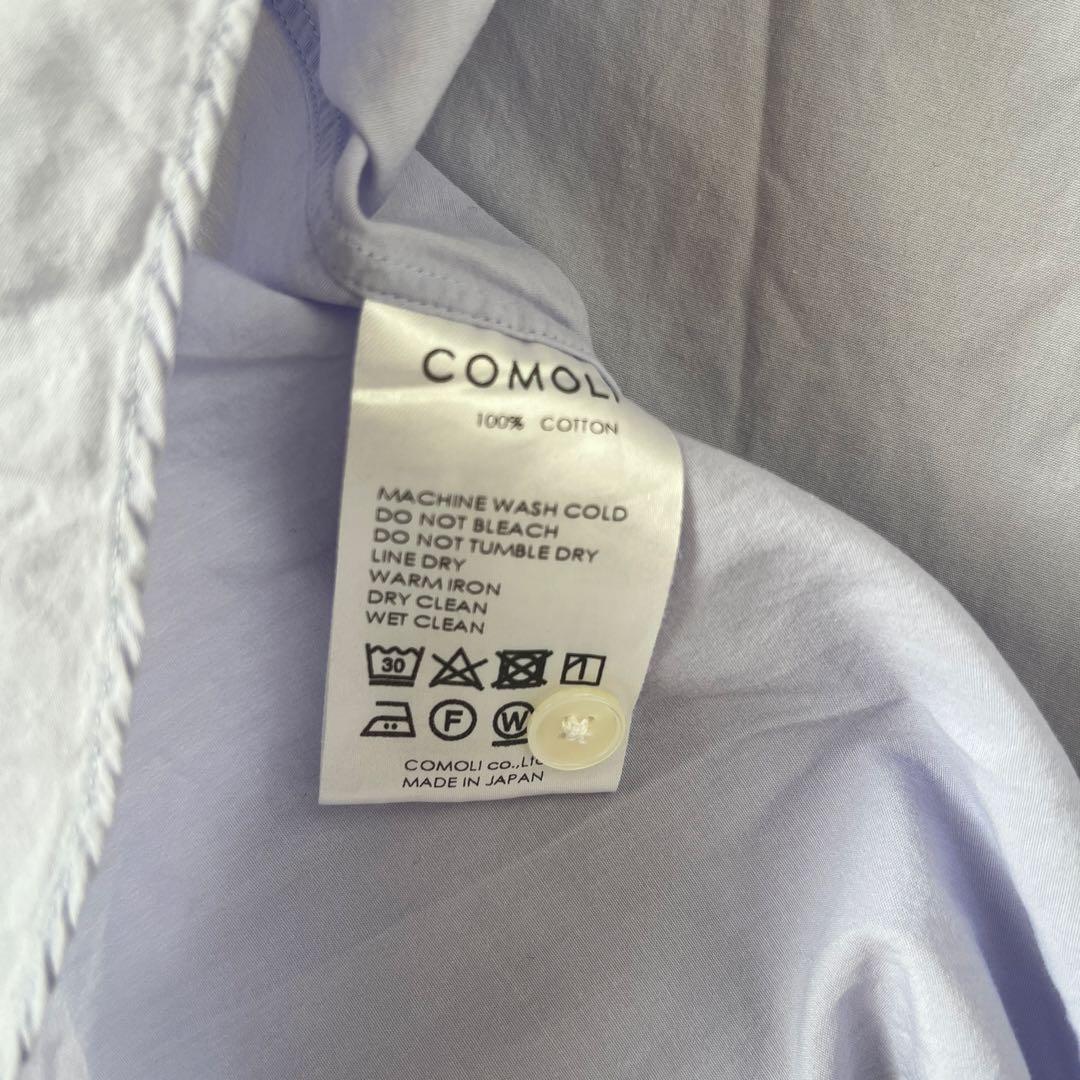 COMOLI
100% COTTON
MACHINE WASH COLD
DO NOT BLEACH
DO NOT TUMBLE DRY
LINE DRY
WARM IRON
DRY CLEAN
WET CLEAN
30
F W
COMOLI co.,Ltd
MADE IN JAPAN